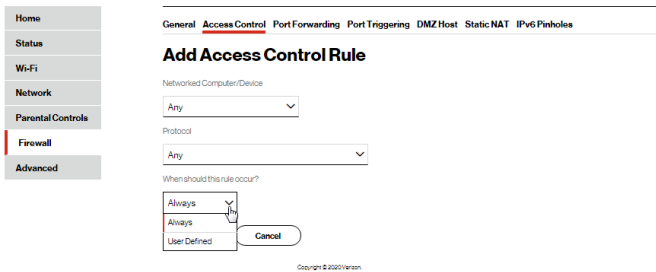 Home
Status
Wi-Fi
Network
Parental Controls
Firewall
Advanced
General Access Control Port Forwarding Port Triggering DMZ Host Static NAT IPv6 Pinholes
Add Access Control Rule
Networked Computer/Device
Any
Protocol
Any
When should this rule occur?
Always
Always
User Defined
Cancel
Copyright © 2020 Verizon